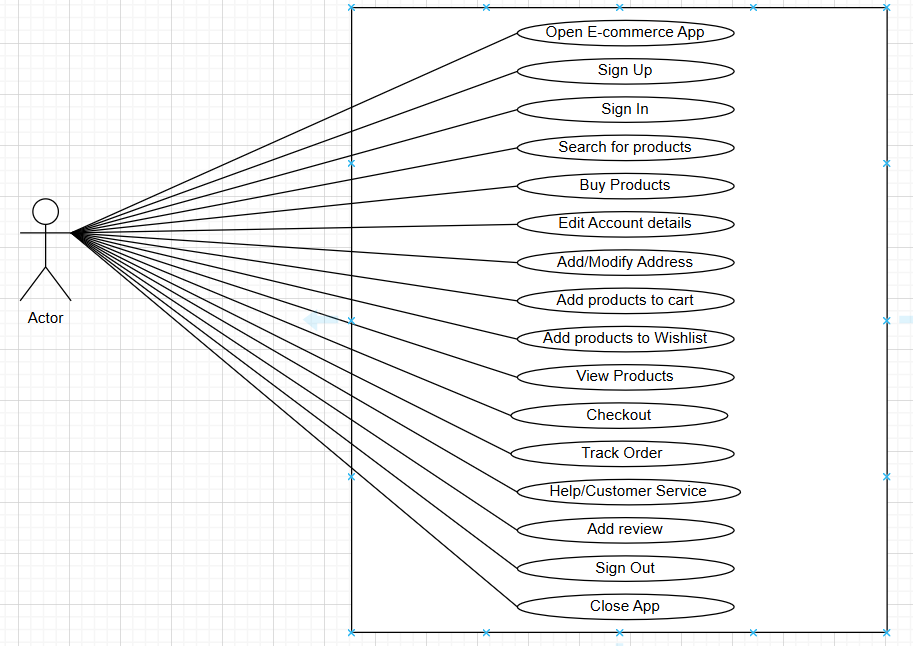 Open E-commerce App
Sign Up
Sign In
Search for products
Buy Products
Edit Account details
Add/Modify Address
Add products to cart
Add products to Wishlist
View Products
Checkout
Track Order
Help/Customer Service
Add review
Sign Out
Close App
Actor